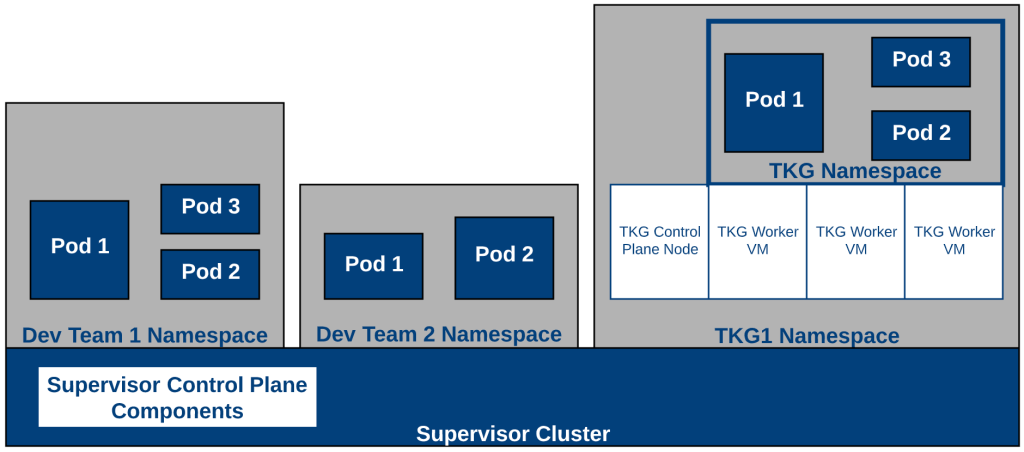 Pod 1
Pod 3
Pod 2
Dev Team 1 Namespace
Pod 1
Pod 2
Dev Team 2 Namespace
Pod 1
Pod 3
Pod 2
TKG Namespace
TKG Control
Plane Node
TKG Worker
VM
TKG Worker
VM
TKG Worker
VM
TKG1 Namespace
Supervisor Control Plane
Components
Supervisor Cluster